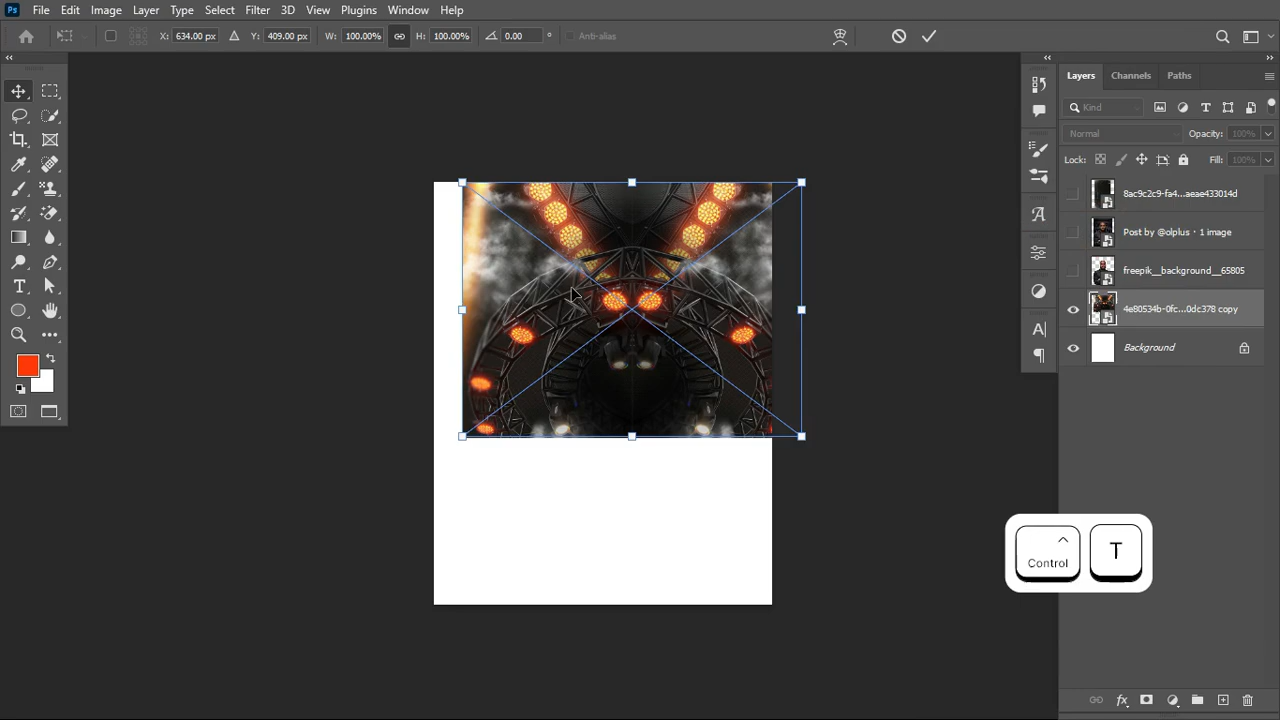 Ps File Edit Image Layer Type Select Filter 3D View Plugins Window Help
X: 634.00 px Y: 409.00 px W: 100.00% H: 100.00% 0.00 ° Anti-alias
Layers Channels Paths
Kind
Normal Opacity: 100%
Lock: Fill: 100%
8ac9c2c9-fa4...aeae433014d
Post by @olplus · 1 image
freepik__background__65805
4e80534b-0fc...0dc378 copy
Background
Control T